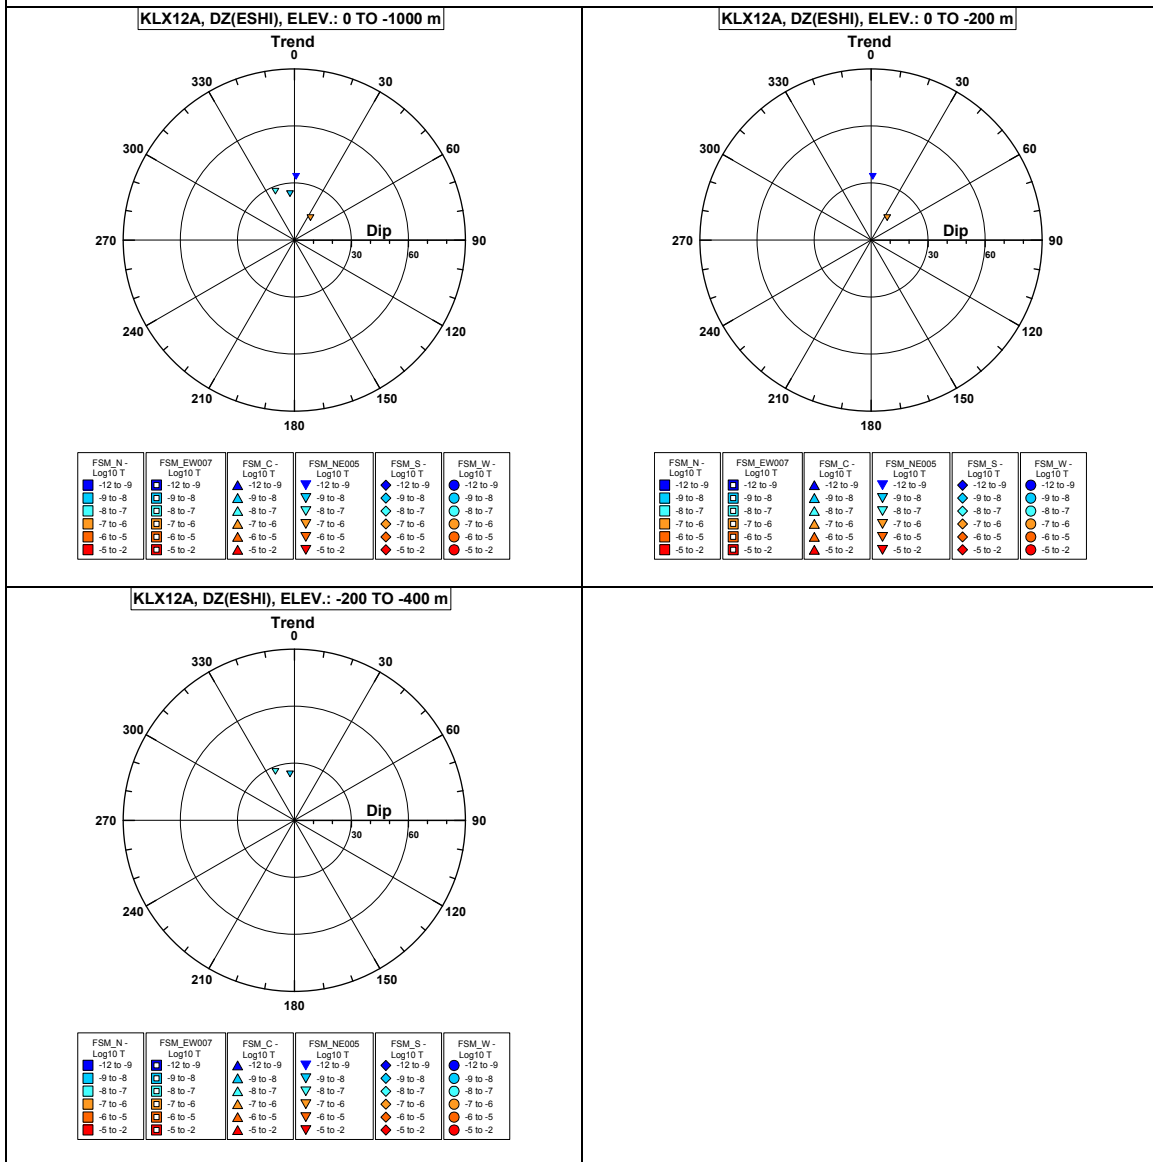 KLX12A, DZ(ESHI), ELEV.: 0 TO -1000 m
Trend
0
330
30
300
60
Dip
270
30
60
90
240
120
210
150
180
FSM_N - Log10 T
-12 to -9
-9 to -8
-8 to -7
-7 to -6
-6 to -5
-5 to -2
FSM_EW007 Log10 T
-12 to -9
-9 to -8
-8 to -7
-7 to -6
-6 to -5
-5 to -2
FSM_C - Log10 T
-12 to -9
-9 to -8
-8 to -7
-7 to -6
-6 to -5
-5 to -2
FSM_NE005 Log10 T
-12 to -9
-9 to -8
-8 to -7
-7 to -6
-6 to -5
-5 to -2
FSM_S - Log10 T
-12 to -9
-9 to -8
-8 to -7
-7 to -6
-6 to -5
-5 to -2
FSM_W - Log10 T
-12 to -9
-9 to -8
-8 to -7
-7 to -6
-6 to -5
-5 to -2
KLX12A, DZ(ESHI), ELEV.: 0 TO -200 m
Trend
0
330
30
300
60
Dip
270
30
60
90
240
120
210
150
180
FSM_N - Log10 T
-12 to -9
-9 to -8
-8 to -7
-7 to -6
-6 to -5
-5 to -2
FSM_EW007 Log10 T
-12 to -9
-9 to -8
-8 to -7
-7 to -6
-6 to -5
-5 to -2
FSM_C - Log10 T
-12 to -9
-9 to -8
-8 to -7
-7 to -6
-6 to -5
-5 to -2
FSM_NE005 Log10 T
-12 to -9
-9 to -8
-8 to -7
-7 to -6
-6 to -5
-5 to -2
FSM_S - Log10 T
-12 to -9
-9 to -8
-8 to -7
-7 to -6
-6 to -5
-5 to -2
FSM_W - Log10 T
-12 to -9
-9 to -8
-8 to -7
-7 to -6
-6 to -5
-5 to -2
KLX12A, DZ(ESHI), ELEV.: -200 TO -400 m
Trend
0
330
30
300
60
Dip
270
30
60
90
240
120
210
150
180
FSM_N - Log10 T
-12 to -9
-9 to -8
-8 to -7
-7 to -6
-6 to -5
-5 to -2
FSM_EW007 Log10 T
-12 to -9
-9 to -8
-8 to -7
-7 to -6
-6 to -5
-5 to -2
FSM_C - Log10 T
-12 to -9
-9 to -8
-8 to -7
-7 to -6
-6 to -5
-5 to -2
FSM_NE005 Log10 T
-12 to -9
-9 to -8
-8 to -7
-7 to -6
-6 to -5
-5 to -2
FSM_S - Log10 T
-12 to -9
-9 to -8
-8 to -7
-7 to -6
-6 to -5
-5 to -2
FSM_W - Log10 T
-12 to -9
-9 to -8
-8 to -7
-7 to -6
-6 to -5
-5 to -2